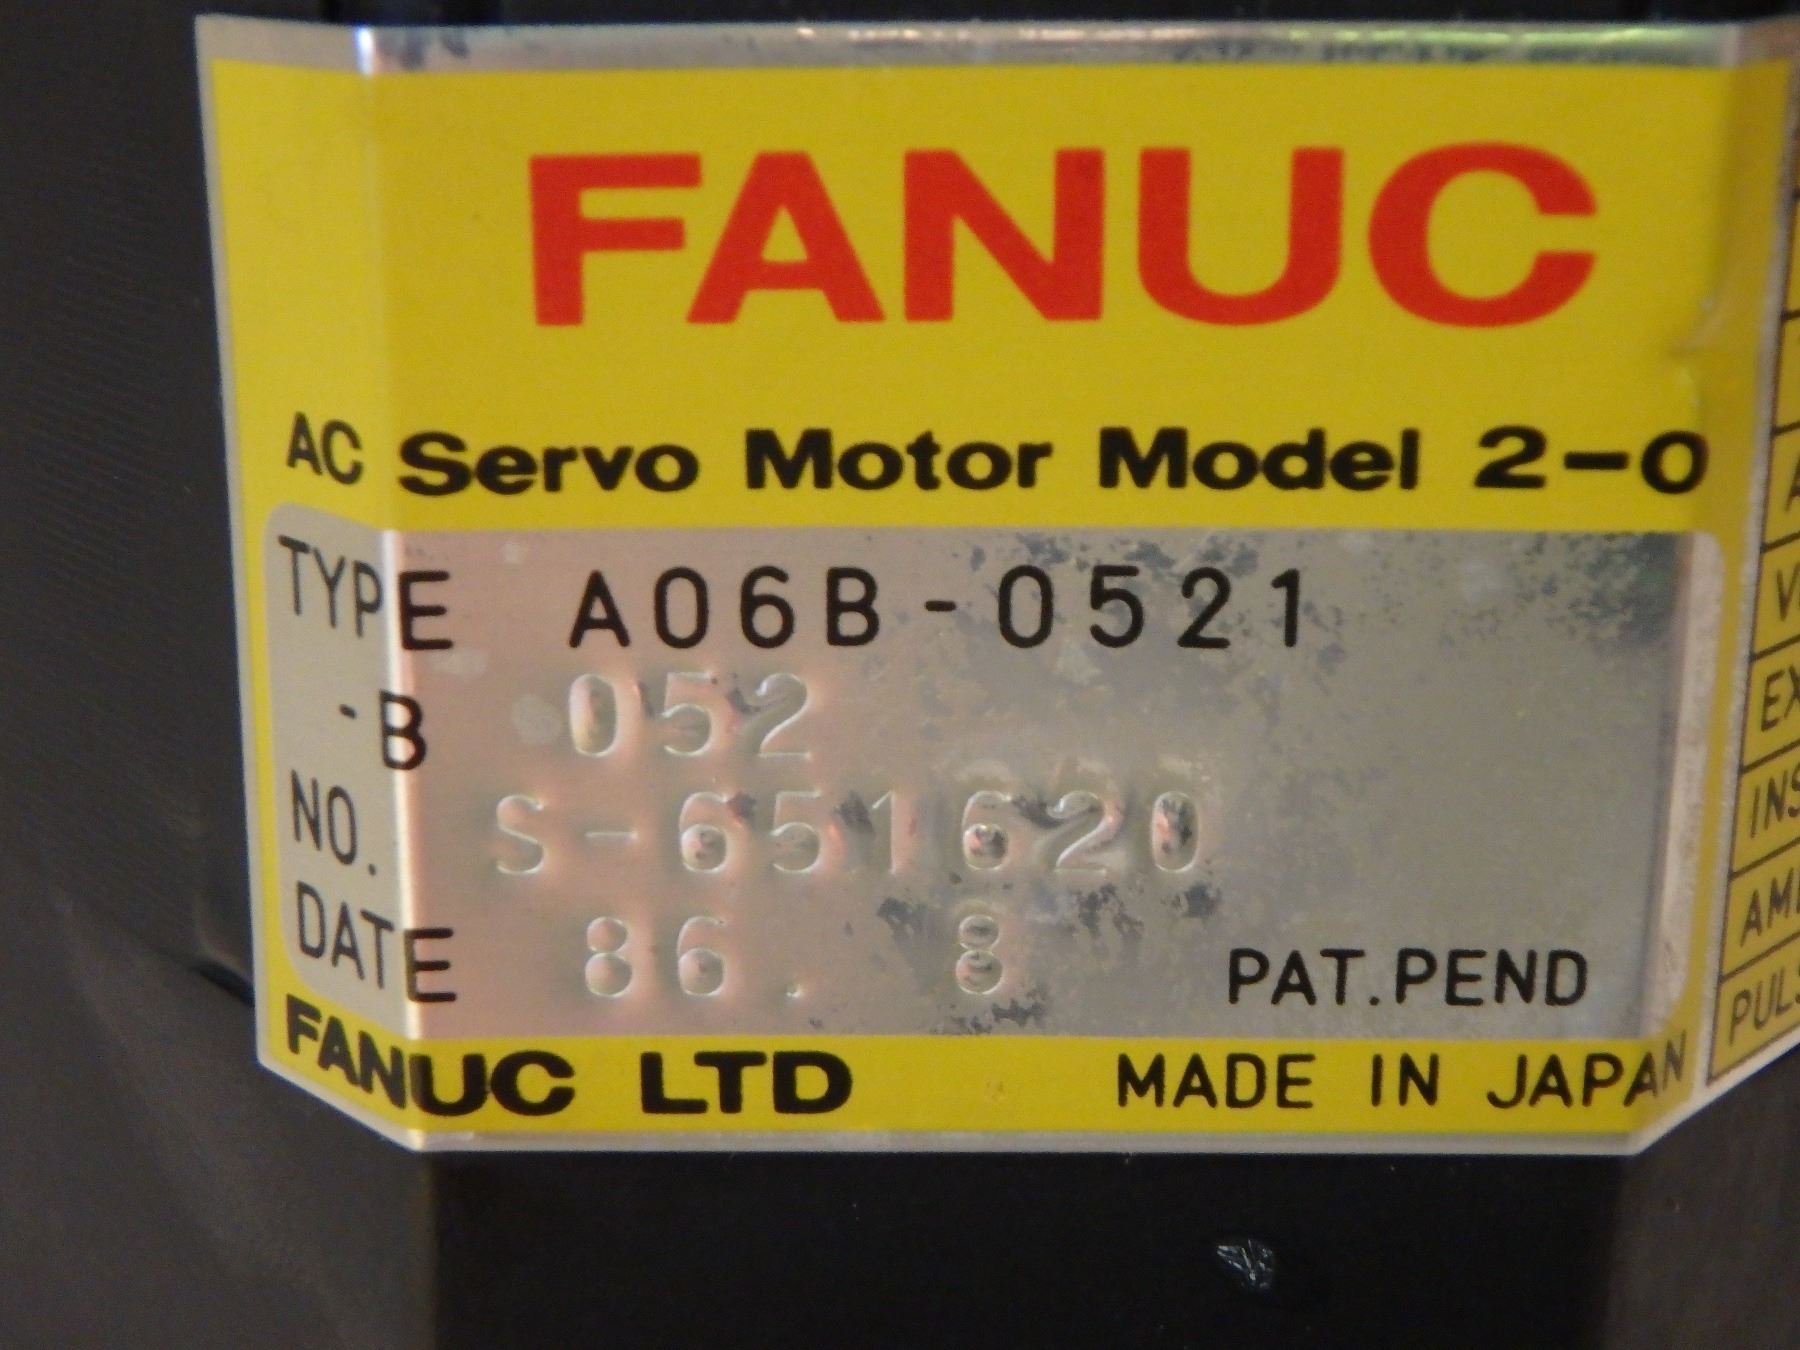 FANUC
AC Servo Motor Model 2-0
TYPE A06B-0521
-B 052
NO. S-651620
DATE 86. 8 PAT.PEND
FANUC LTD MADE IN JAPAN